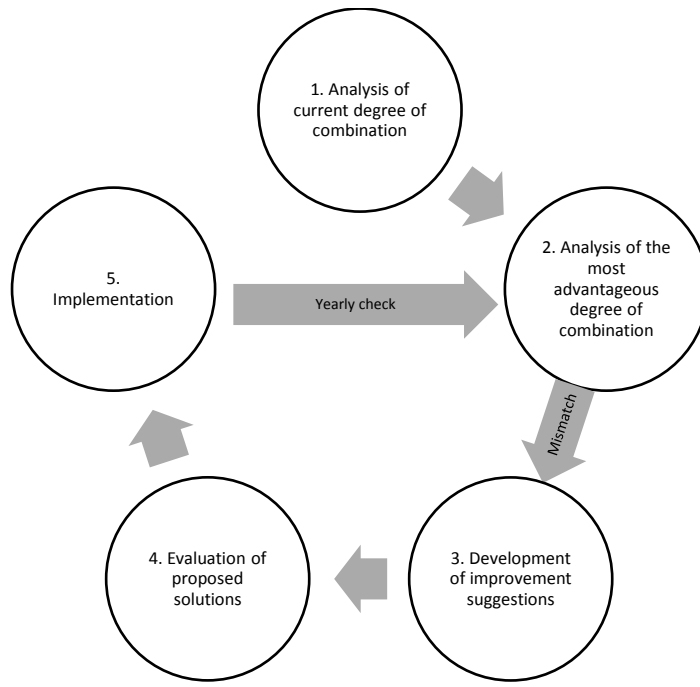 1. Analysis of
current degree of
combination
2. Analysis of the
most
advantageous
degree of
combination
Mismatch
3. Development
of improvement
suggestions
4. Evaluation of
proposed
solutions
5.
Implementation
Yearly check